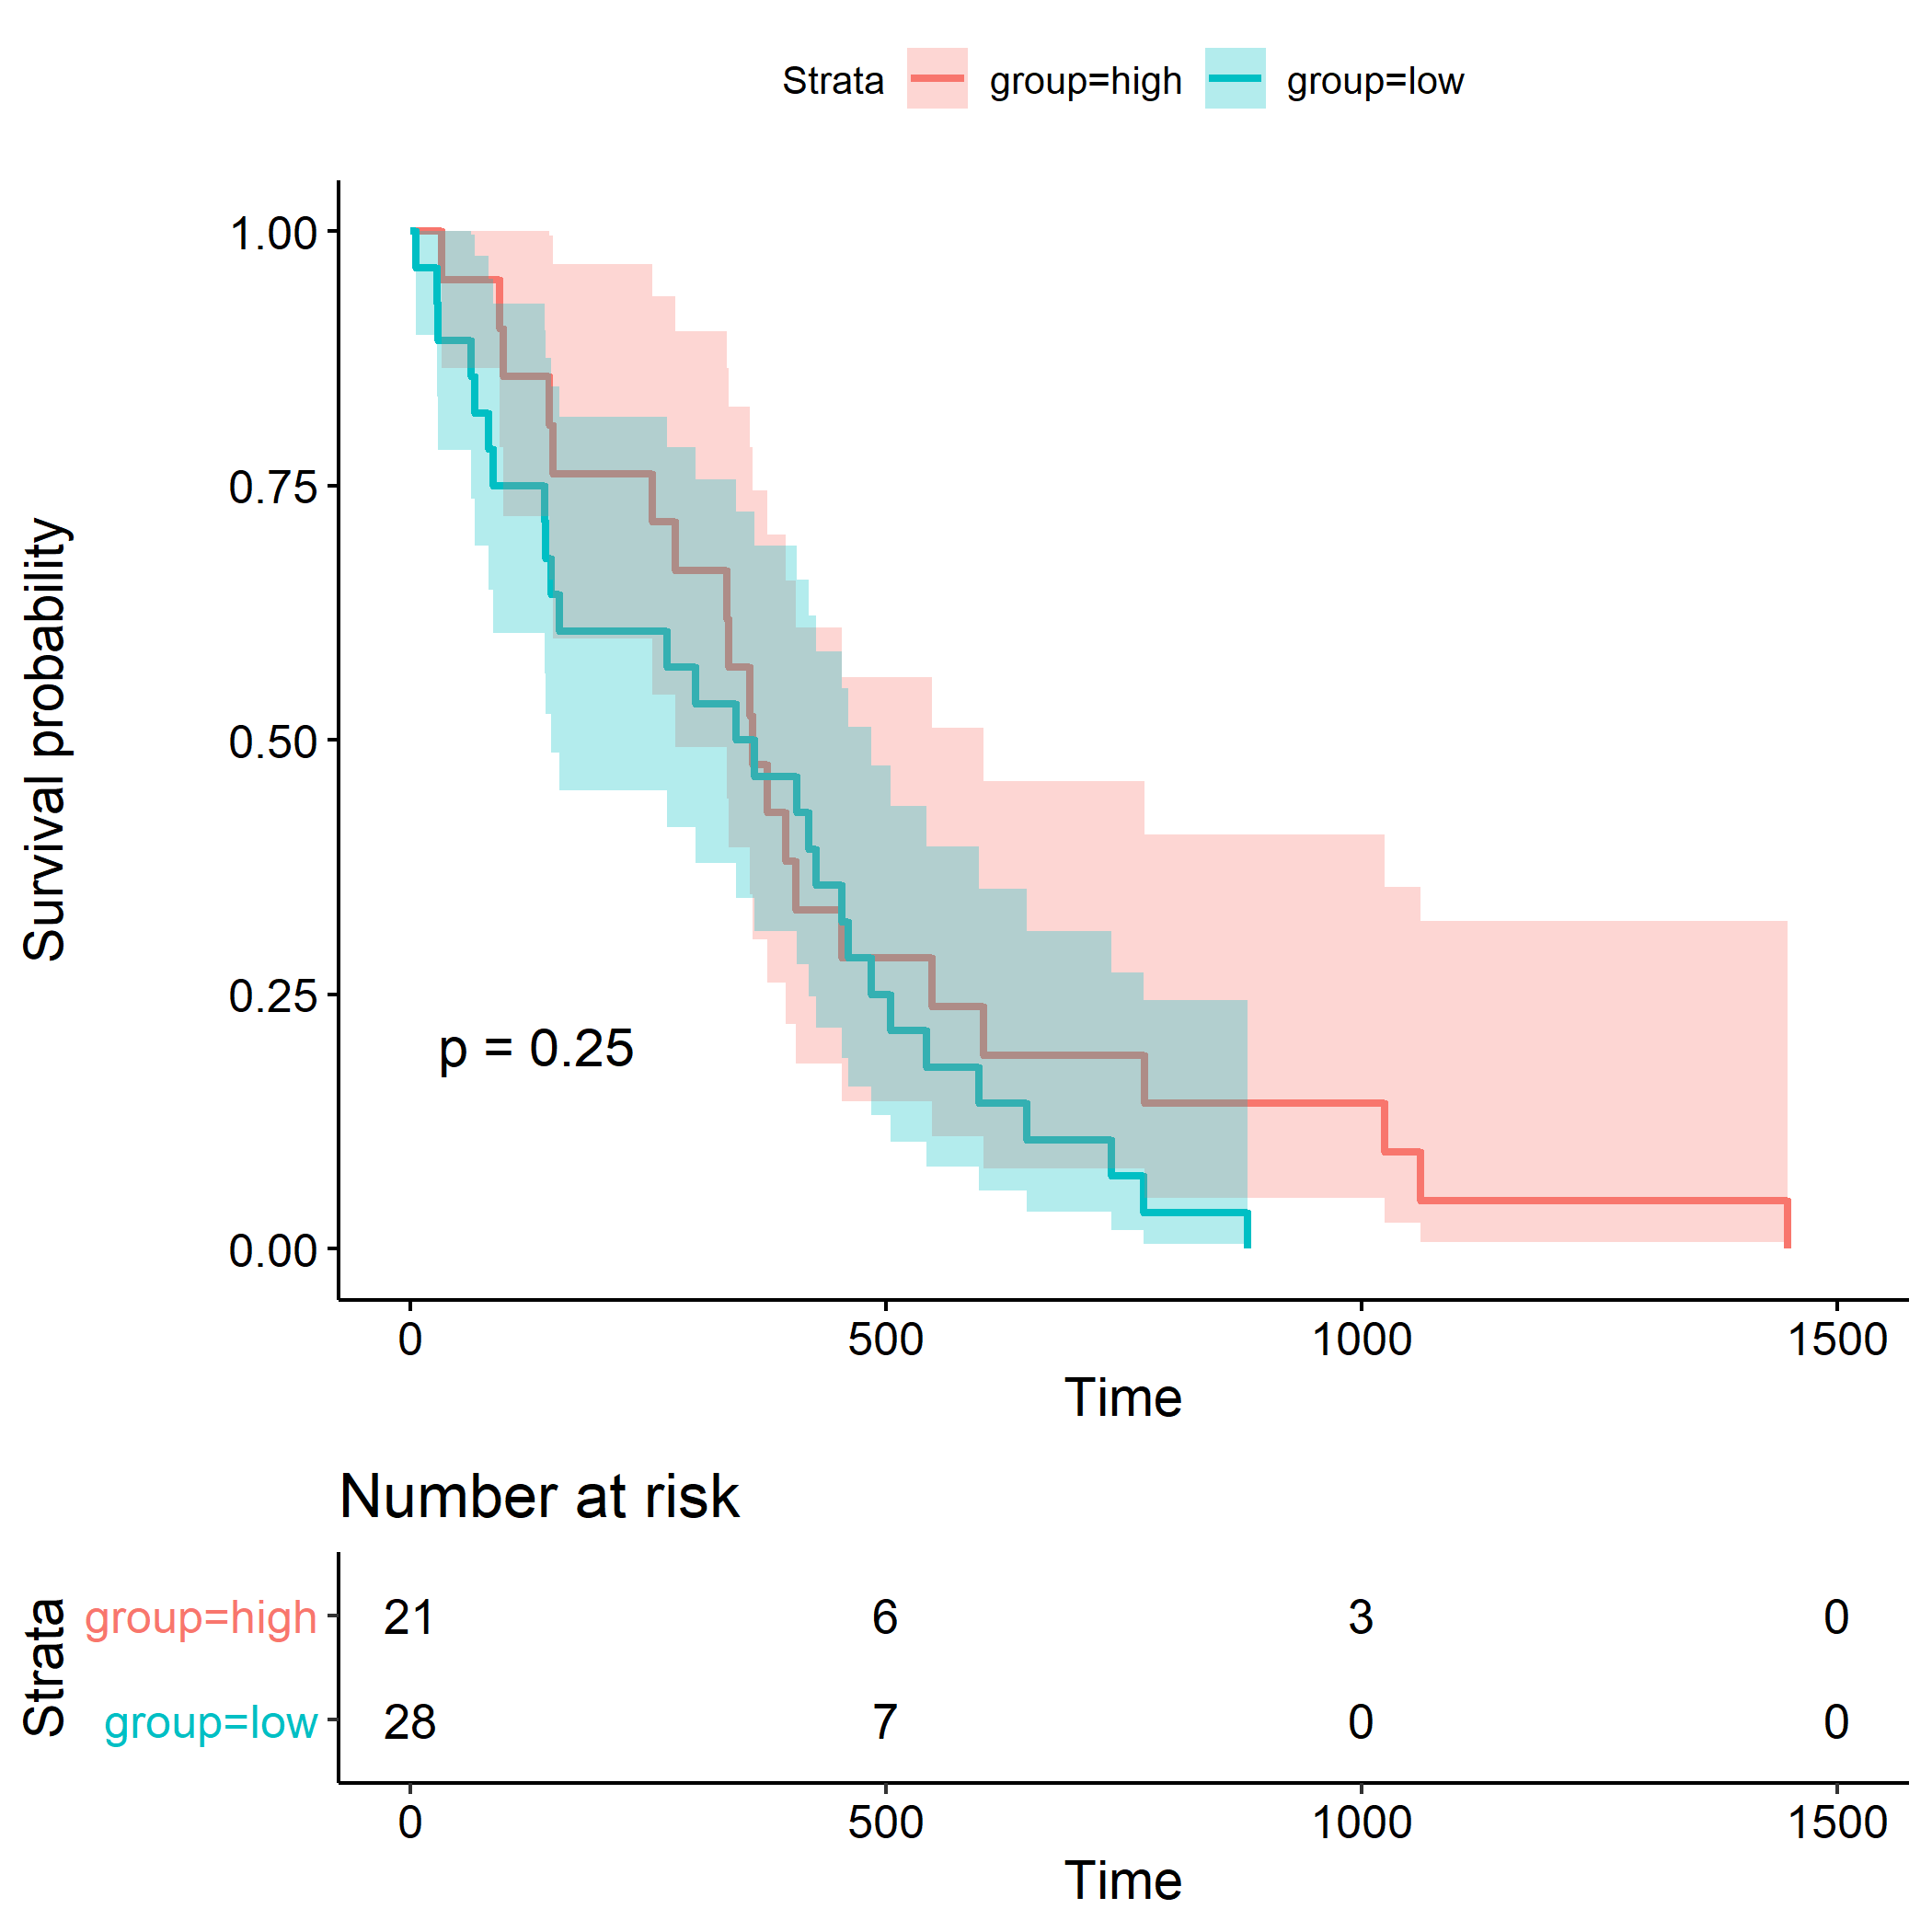 Strata group=high group=low
Survival probability
1.00
0.75
0.50
0.25
0.00
p = 0.25
0 500 1000 1500
Time
Number at risk
Strata
group=high 21 6 3 0
group=low 28 7 0 0
0 500 1000 1500
Time